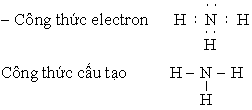 – Công thức electron H : N : H
H
Công thức cấu tạo H – N – H
H